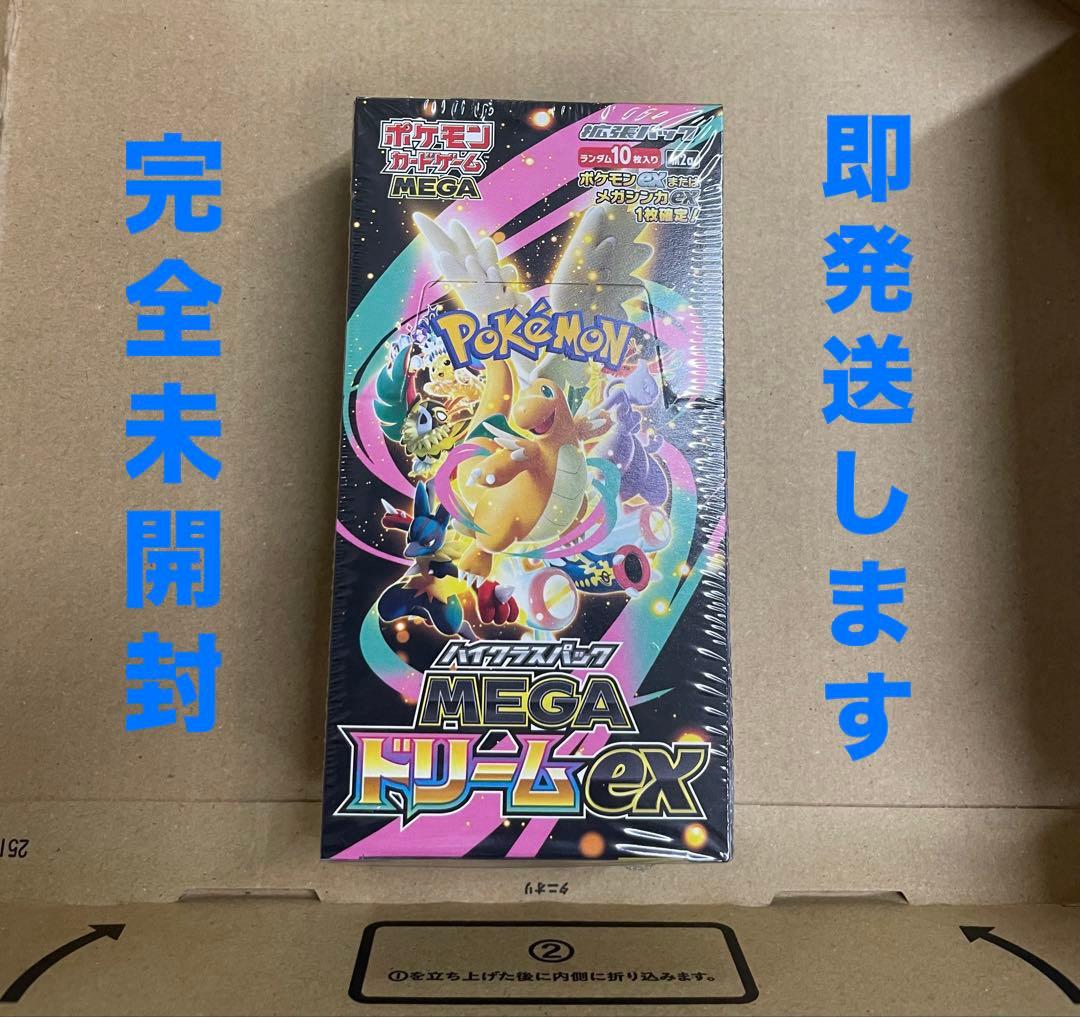 完全未開封
即発送します
ポケモン
カードゲーム
MEGA
拡張パック
ランダム10枚入り
m2a
ポケモンexまたは
メガシンカex
1枚確定!
POKéMON
ハイクラスパック
MEGA
ドリームex
タニオリ
②
①を立ち上げた後に内側に折り込みます。